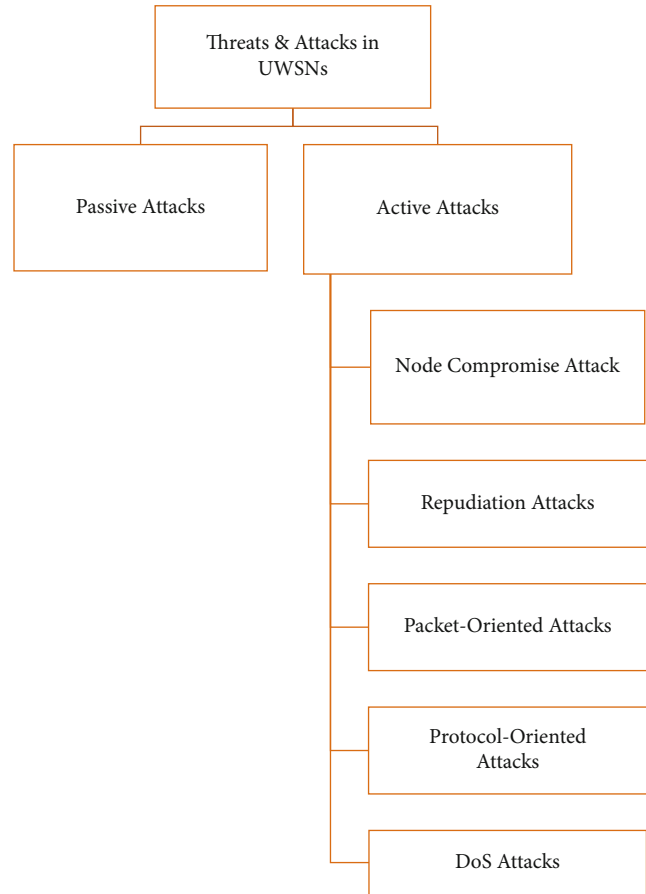 Threats & Attacks in
UWSNs
Passive Attacks
Active Attacks
Node Compromise Attack
Repudiation Attacks
Packet-Oriented Attacks
Protocol-Oriented
Attacks
DoS Attacks